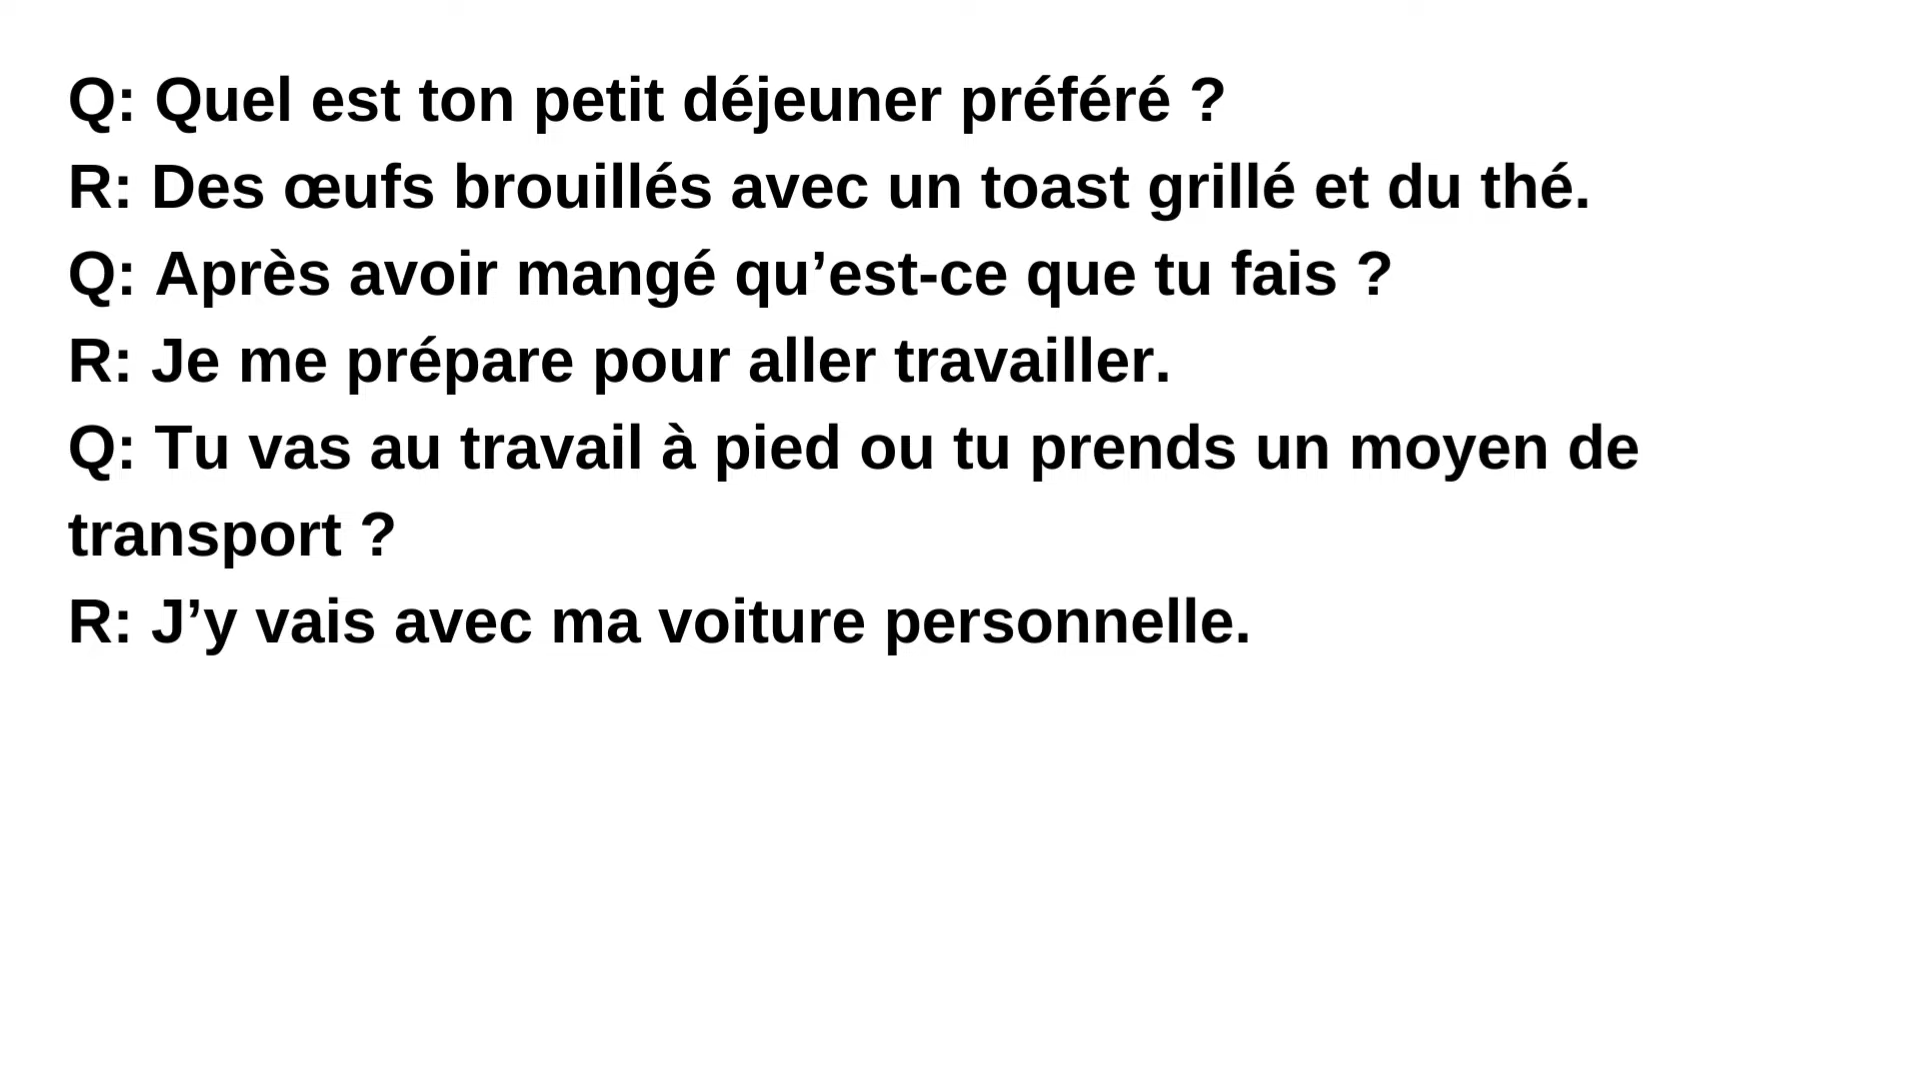 Q: Quel est ton petit déjeuner préféré ?
R: Des œufs brouillés avec un toast grillé et du thé.
Q: Après avoir mangé qu’est-ce que tu fais ?
R: Je me prépare pour aller travailler.
Q: Tu vas au travail à pied ou tu prends un moyen de
transport ?
R: J’y vais avec ma voiture personnelle.